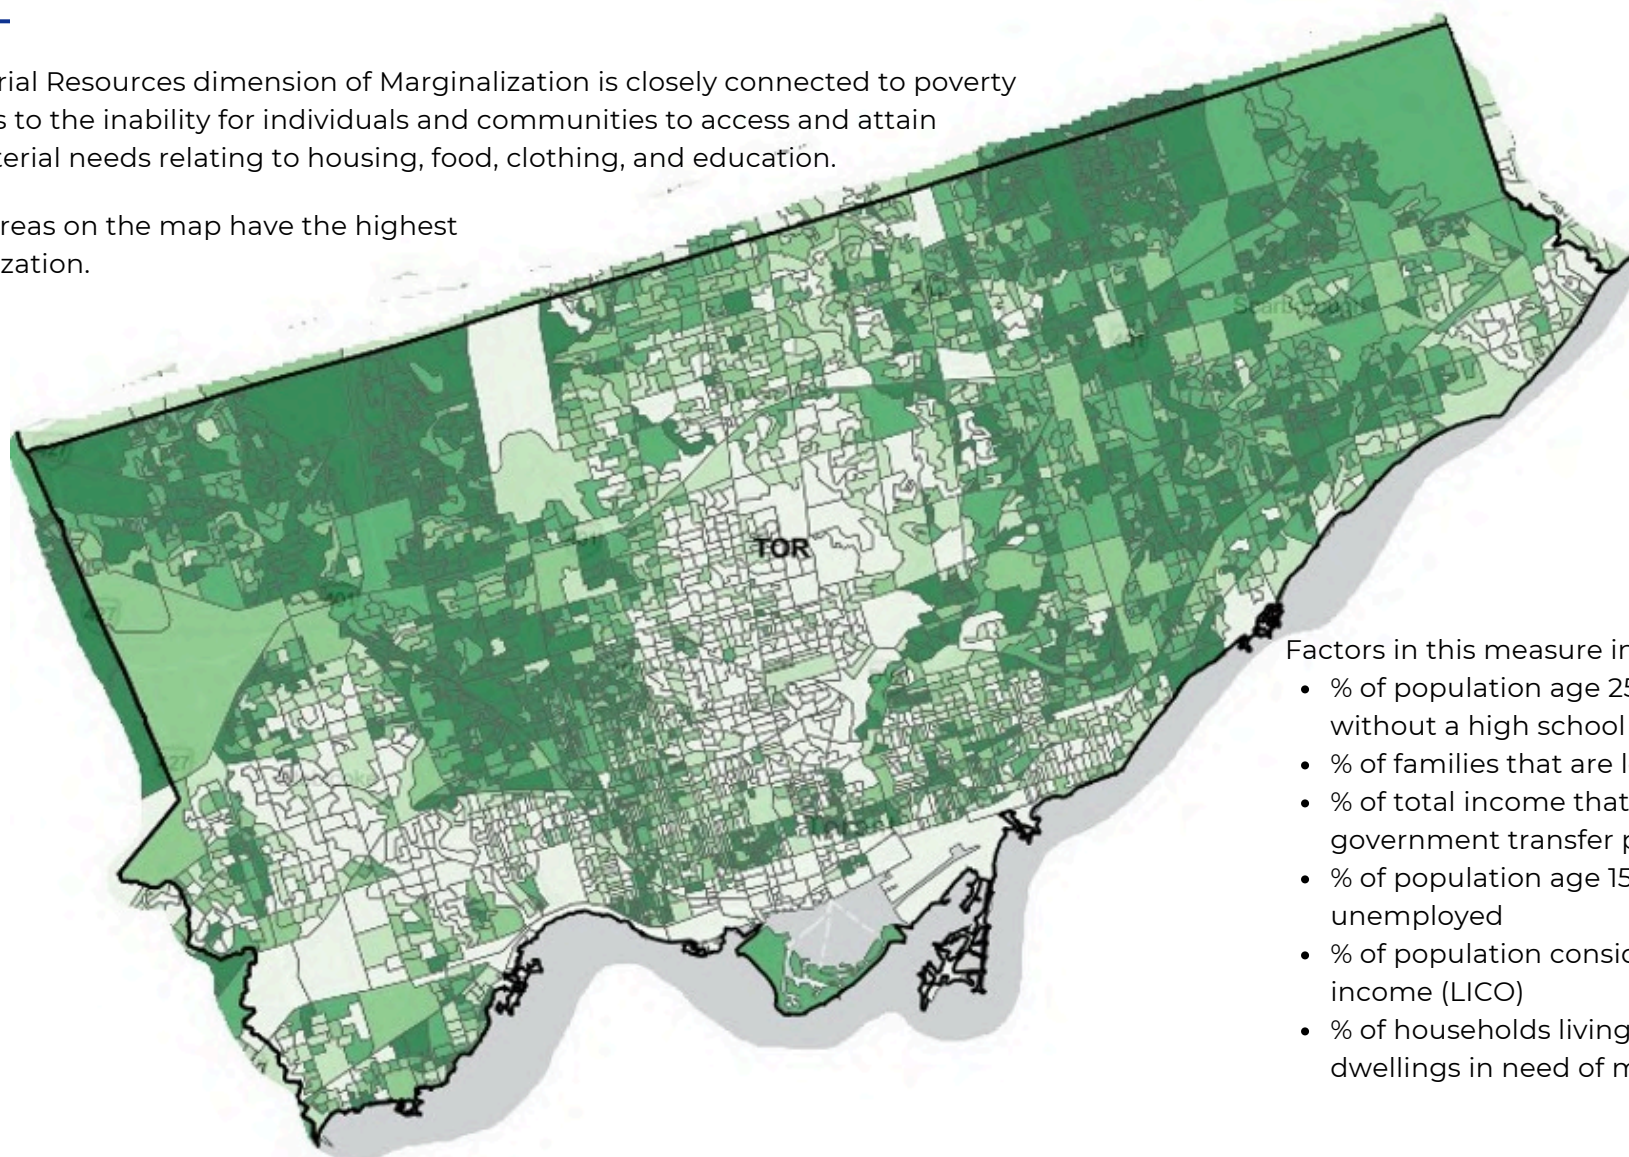 rial Resources dimension of Marginalization is closely connected to poverty
s to the inability for individuals and communities to access and attain
terial needs relating to housing, food, clothing, and education.
reas on the map have the highest
zation.
Scarborough
401
TOR
401
27
Factors in this measure in
• % of population age 25
without a high school
• % of families that are l
• % of total income that
government transfer p
• % of population age 15
unemployed
• % of population consid
income (LICO)
• % of households living
dwellings in need of m